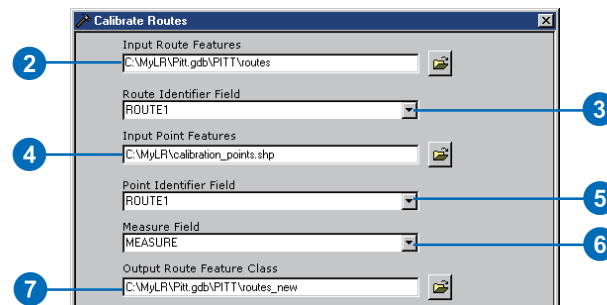 Calibrate Routes
Input Route Features
2
C:\MyLR\Pitt.gdb\PITT\routes
Route Identifier Field
ROUTE1
3
Input Point Features
4
C:\MyLR\calibration_points.shp
Point Identifier Field
ROUTE1
5
Measure Field
MEASURE
6
Output Route Feature Class
7
C:\MyLR\Pitt.gdb\PITT\routes_new